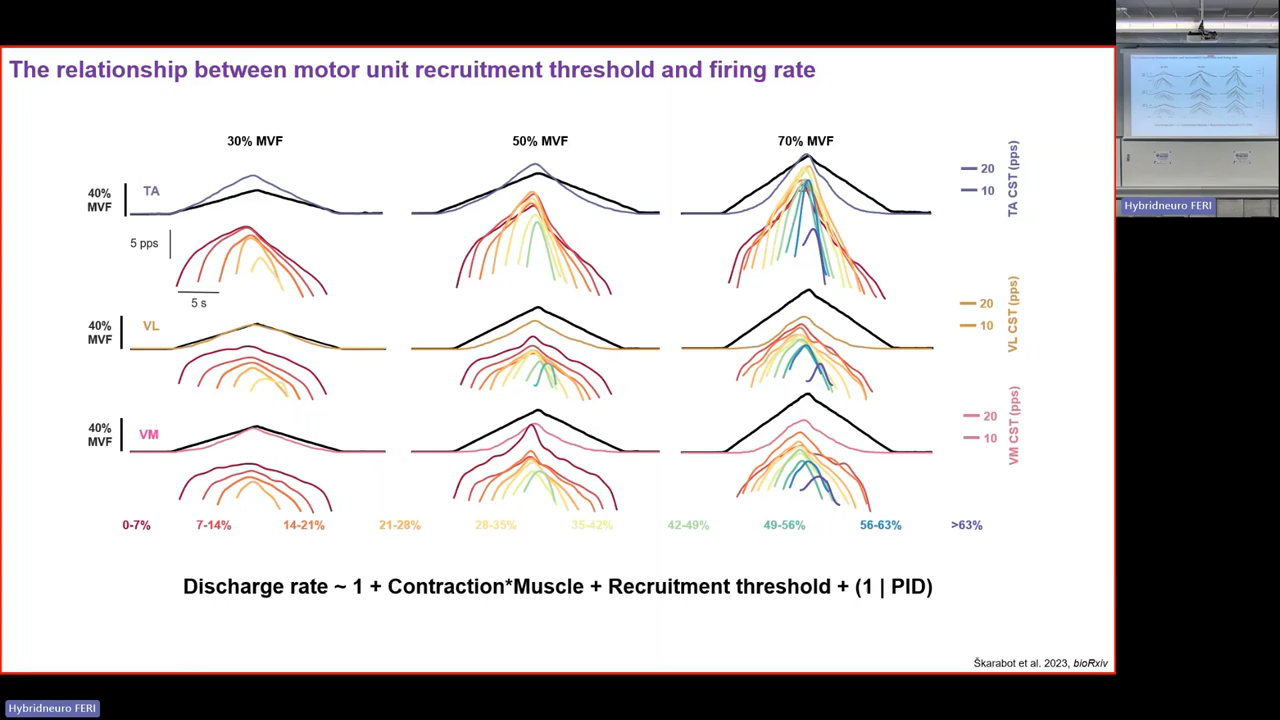 The relationship between motor unit recruitment threshold and firing rate
30% MVF
50% MVF
70% MVF
40%
MVF
TA
5 pps
5 s
20
10
TA CST (pps)
40%
MVF
VL
20
10
VL CST (pps)
40%
MVF
VM
20
10
VM CST (pps)
0-7% 7-14% 14-21% 21-28% 28-35% 35-42% 42-49% 49-56% 56-63% >63%
Discharge rate ~ 1 + Contraction*Muscle + Recruitment threshold + (1 | PID)
Škarabot et al. 2023, bioRxiv
Hybridneuro FERI
Hybridneuro FERI